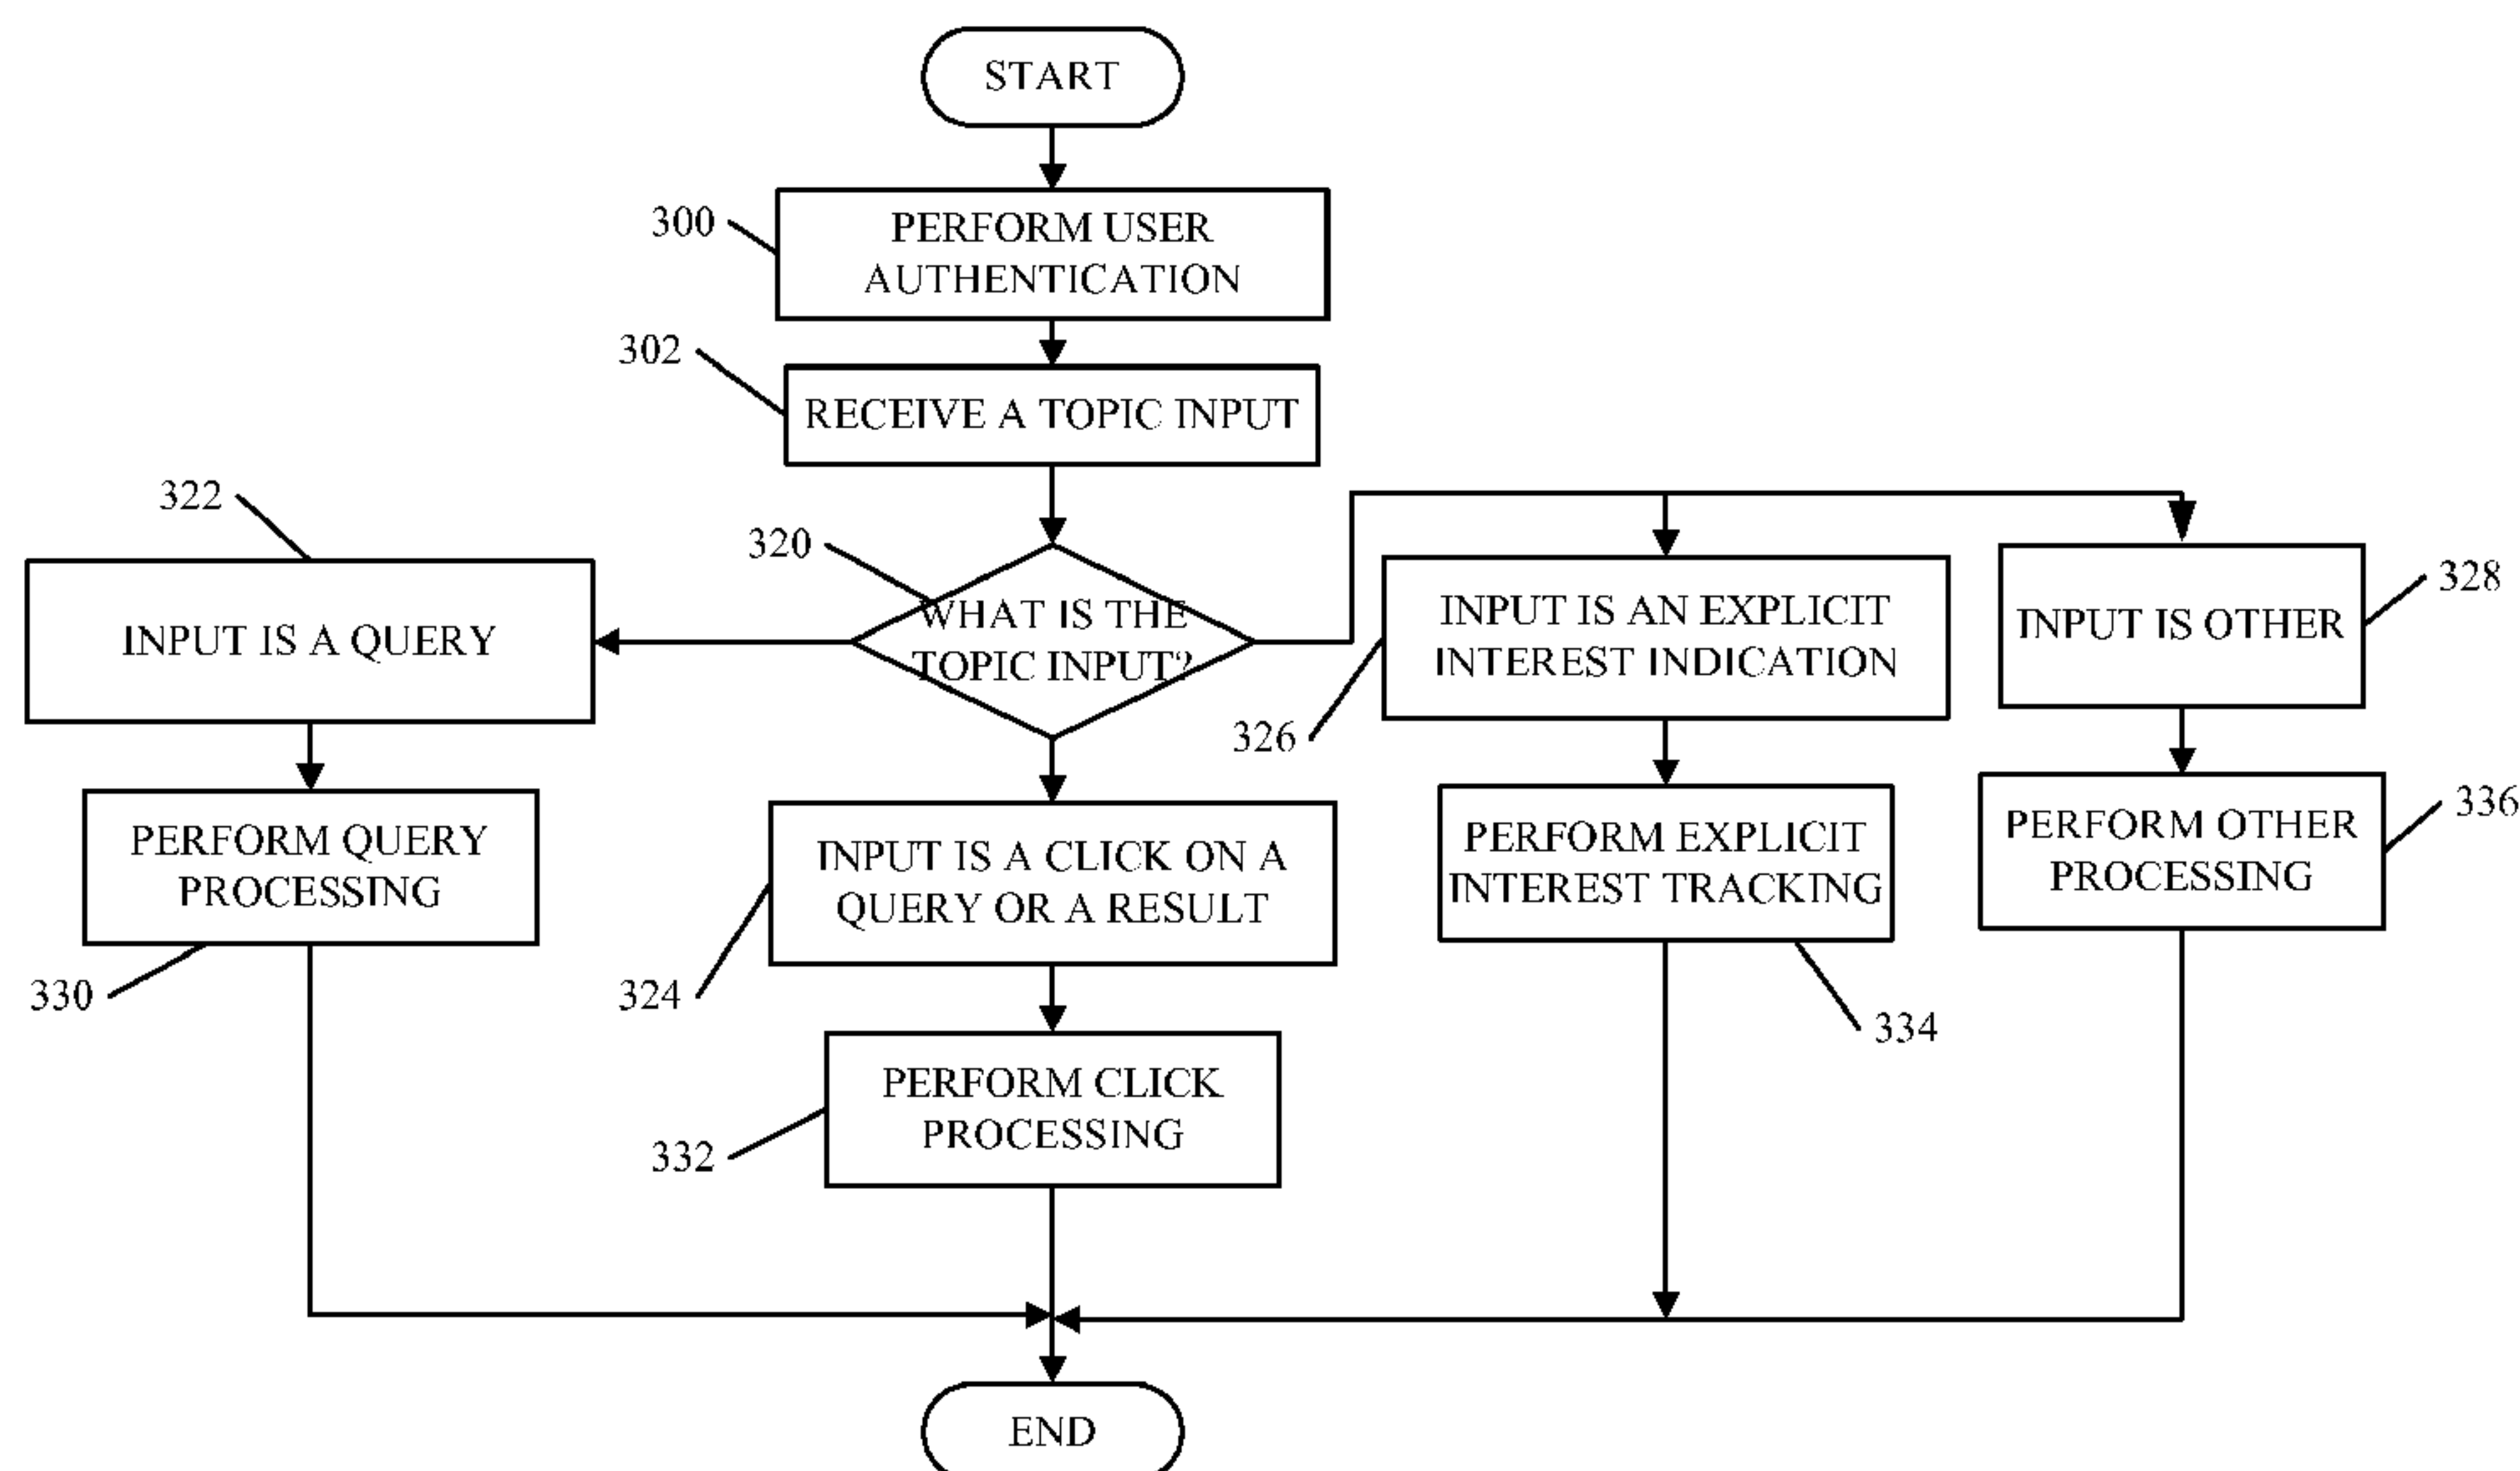 START
300
PERFORM USER
AUTHENTICATION
302
RECEIVE A TOPIC INPUT
322
320
WHAT IS THE
TOPIC INPUT?
INPUT IS A QUERY
INPUT IS AN EXPLICIT
INTEREST INDICATION
326
INPUT IS OTHER
328
PERFORM QUERY
PROCESSING
330
INPUT IS A CLICK ON A
QUERY OR A RESULT
324
PERFORM EXPLICIT
INTEREST TRACKING
334
PERFORM OTHER
PROCESSING
336
PERFORM CLICK
PROCESSING
332
END